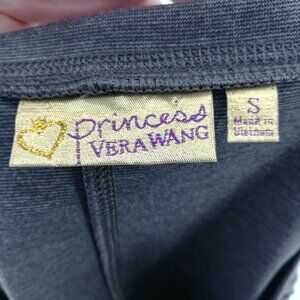 princess
VERA WANG
S
Made in
Vietnam